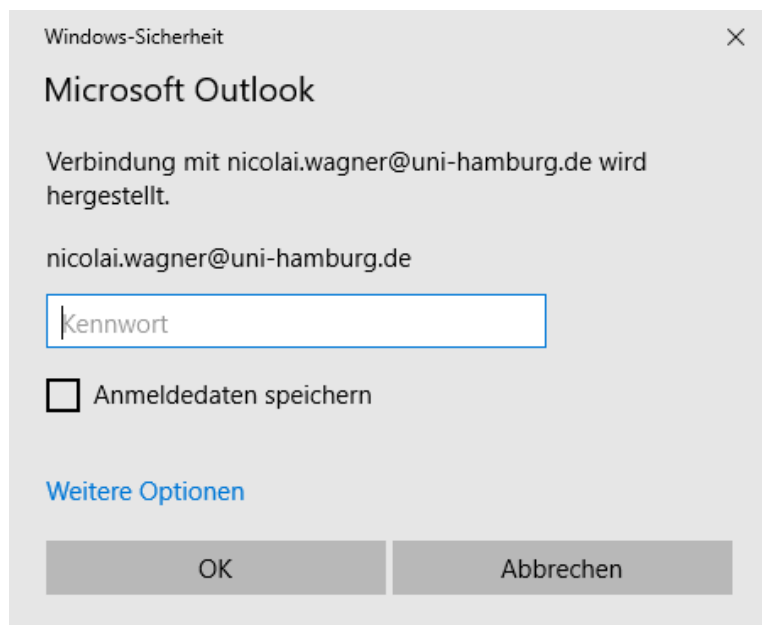 Windows-Sicherheit
Microsoft Outlook
Verbindung mit nicolai.wagner@uni-hamburg.de wird
hergestellt.
nicolai.wagner@uni-hamburg.de
Kennwort
Anmeldedaten speichern
Weitere Optionen
OK
Abbrechen